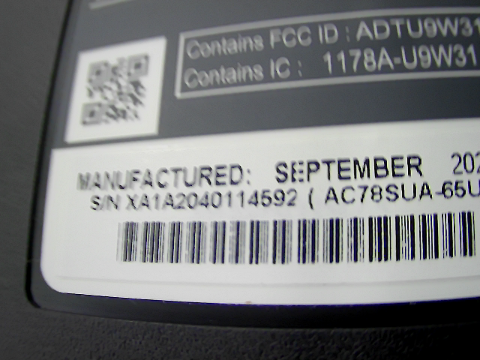 Contains FCC ID : ADTU9W31
Contains IC : 1178A-U9W31
MANUFACTURED: SEPTEMBER 202
S/N XA1A2040114592 ( AC78SUA-65U